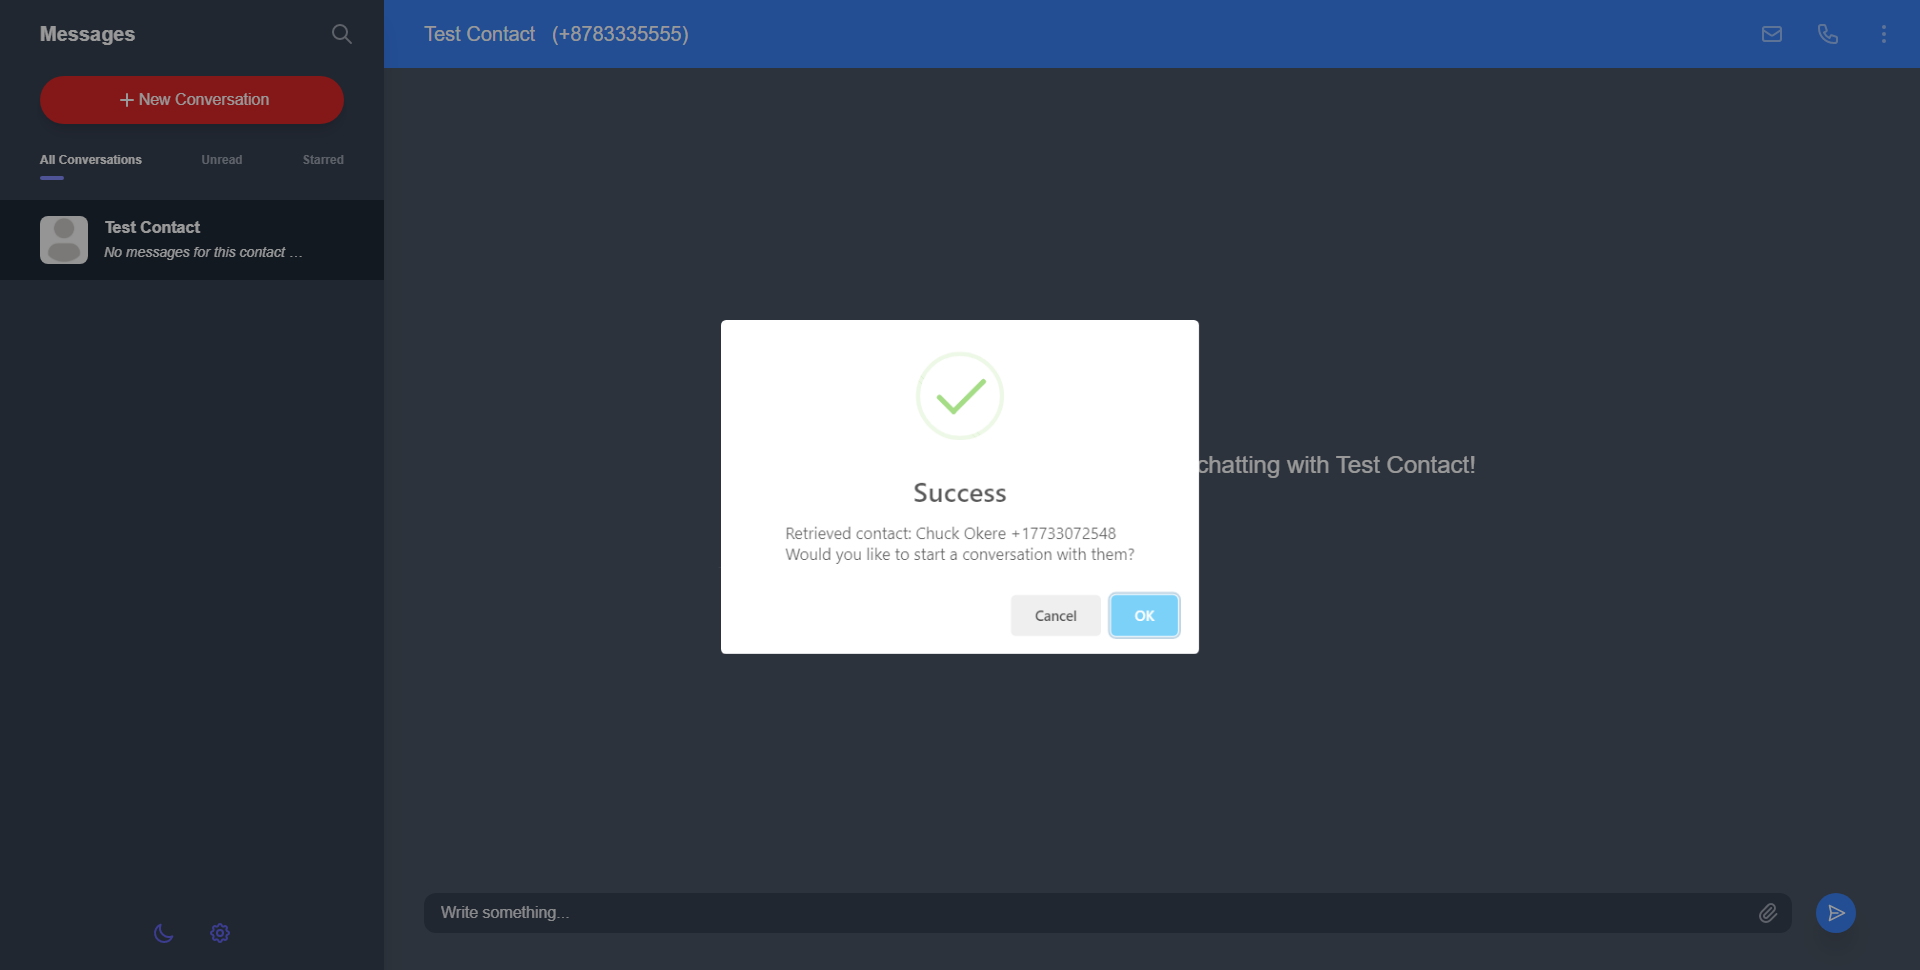 Messages
New Conversation
All Conversations
Unread
Starred
Test Contact
No messages for this contact ...
Test Contact (+8783335555)
chatting with Test Contact!
Success
Retrieved contact: Chuck Okere +17733072548
Would you like to start a conversation with them?
Cancel
OK
Write something...